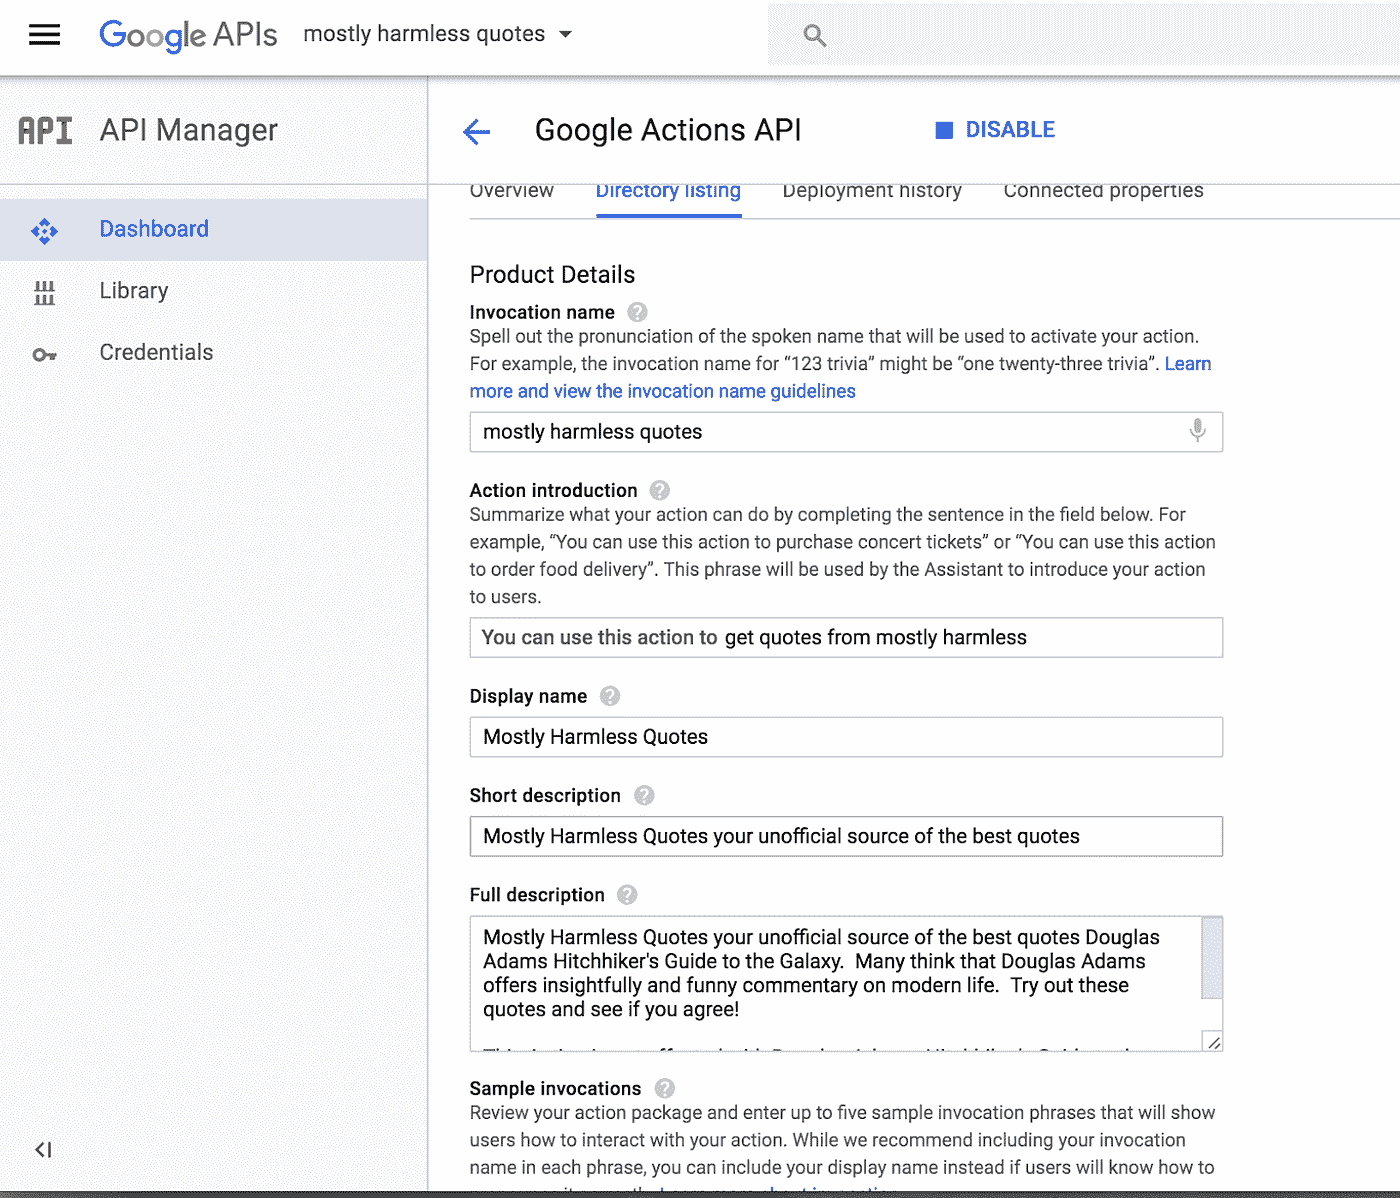 Google APIs mostly harmless quotes
API API Manager
Google Actions API DISABLE
Overview Directory listing Deployment history Connected properties
Dashboard
Library
Credentials
Product Details
Invocation name ?
Spell out the pronunciation of the spoken name that will be used to activate your action.
For example, the invocation name for “123 trivia” might be “one twenty-three trivia”. Learn
more and view the invocation name guidelines
mostly harmless quotes
Action introduction ?
Summarize what your action can do by completing the sentence in the field below. For
example, “You can use this action to purchase concert tickets” or “You can use this action
to order food delivery”. This phrase will be used by the Assistant to introduce your action
to users.
You can use this action to get quotes from mostly harmless
Display name ?
Mostly Harmless Quotes
Short description ?
Mostly Harmless Quotes your unofficial source of the best quotes
Full description ?
Mostly Harmless Quotes your unofficial source of the best quotes Douglas
Adams Hitchhiker's Guide to the Galaxy.  Many think that Douglas Adams
offers insightfully and funny commentary on modern life.  Try out these
quotes and see if you agree!
Sample invocations ?
Review your action package and enter up to five sample invocation phrases that will show
users how to interact with your action. While we recommend including your invocation
name in each phrase, you can include your display name instead if users will know how to